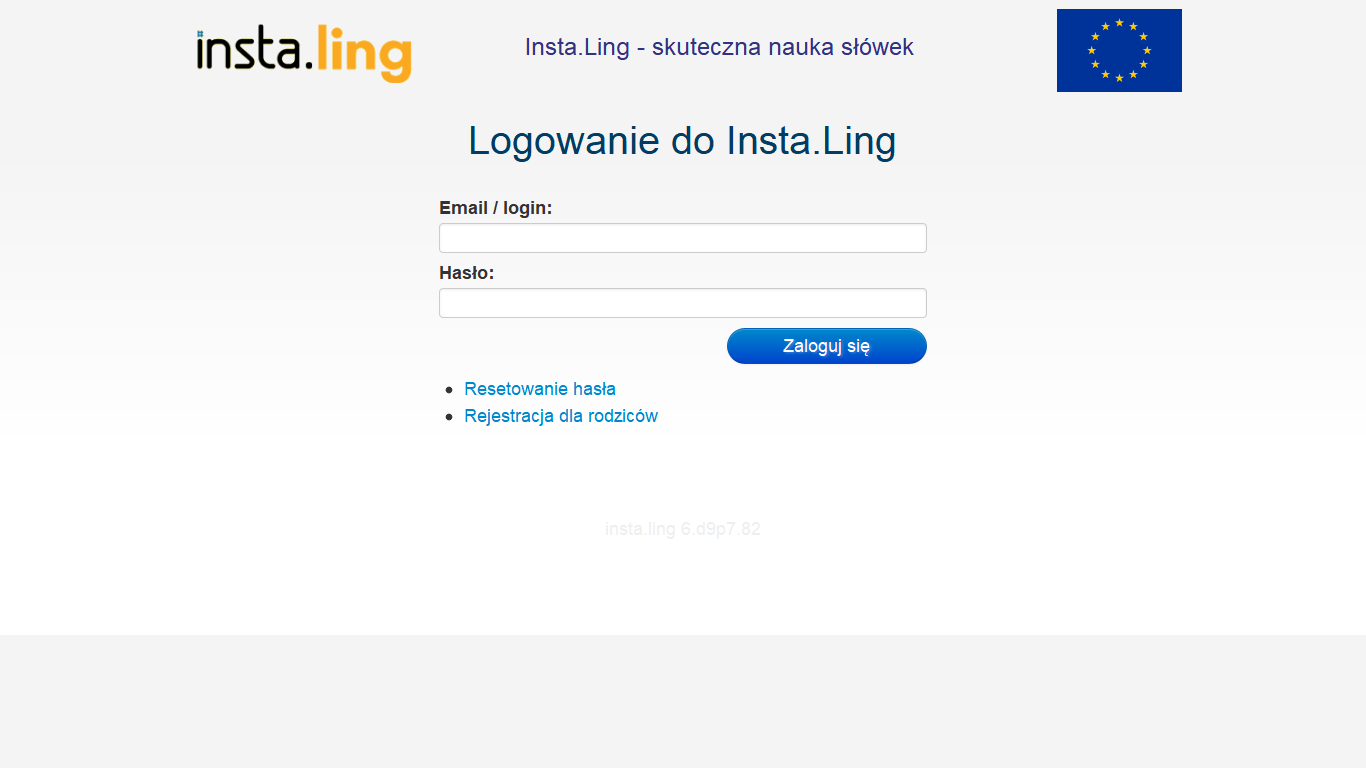 insta.ling
Insta.Ling - skuteczna nauka słówek
Logowanie do Insta.Ling
Email / login:
Hasło:
Zaloguj się
Resetowanie hasła
Rejestracja dla rodziców
insta.ling 6.d9p7.82